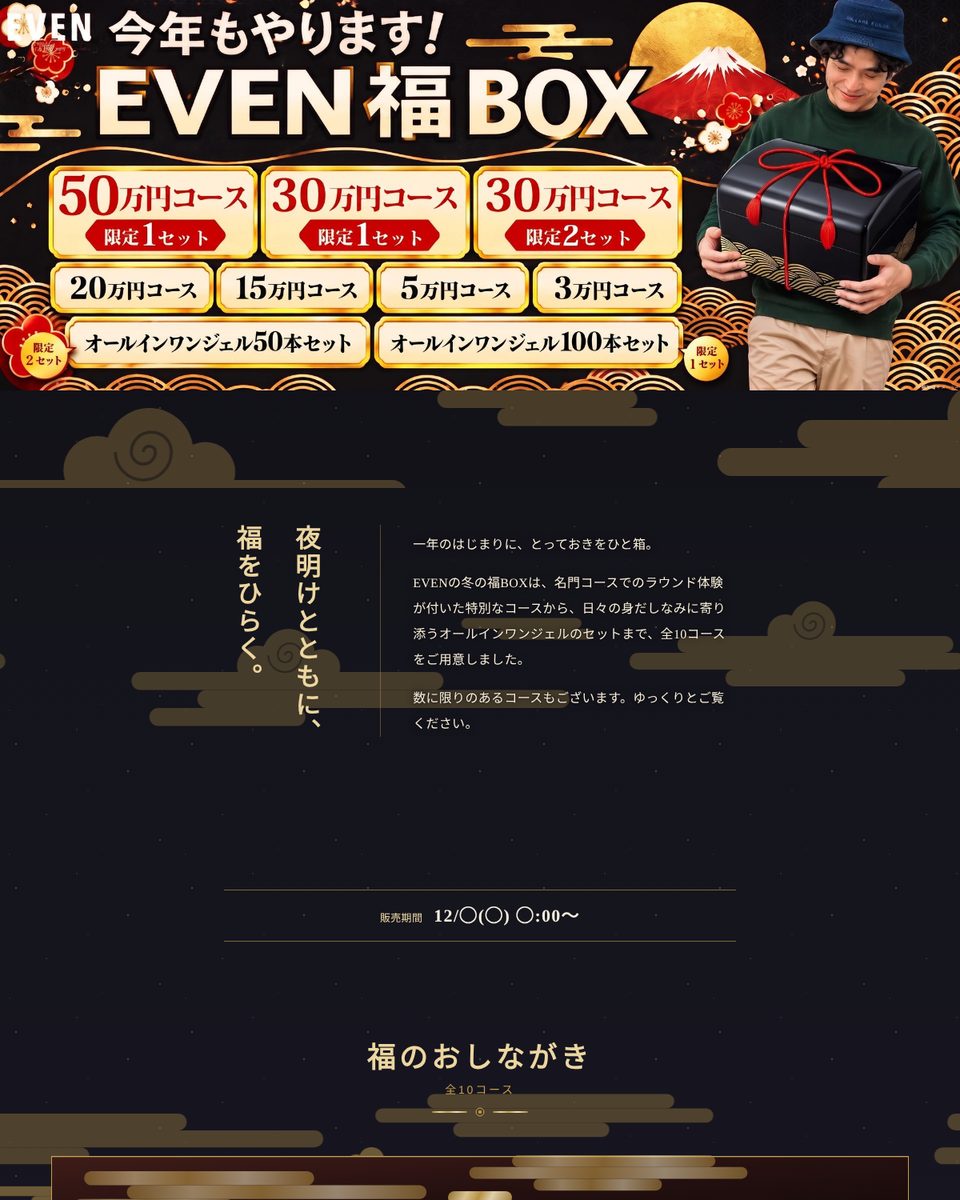 EVEN
今年もやります!
EVEN福BOX
50万円コース
限定1セット
30万円コース
限定1セット
30万円コース
限定2セット
20万円コース
15万円コース
5万円コース
3万円コース
限定
2セット
オールインワンジェル50本セット
オールインワンジェル100本セット
限定
1セット
夜明けとともに、
福をひらく。
一年のはじまりに、とっておきをひと箱。
EVENの冬の福BOXは、名門コースでのラウンド体験
が付いた特別なコースから、日々の身だしなみに寄り
添うオールインワンジェルのセットまで、全10コース
をご用意しました。
数に限りのあるコースもございます。ゆっくりとご覧
ください。
販売期間 12/〇(〇) 〇:00〜
福のおしながき
全10コース